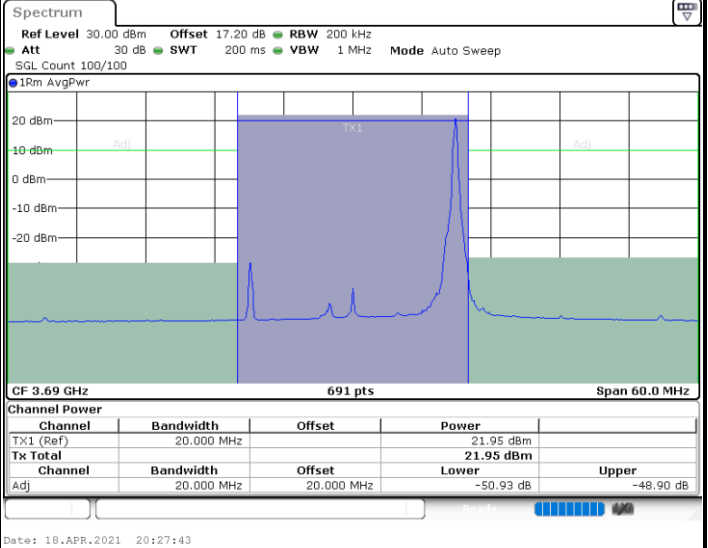 Spectrum
Ref Level 30.00 dBm Offset 17.20 dB RBW 200 kHz
Att 30 dB SWT 200 ms VBW 1 MHz Mode Auto Sweep
SGL Count 100/100
1Rm AvgPwr
20 dBm
TX1
10 dBm Adj Adj
0 dBm
-10 dBm
-20 dBm
CF 3.69 GHz 691 pts Span 60.0 MHz
Channel Power
Channel Bandwidth Offset Power
TX1 (Ref) 20.000 MHz 21.95 dBm
Tx Total 21.95 dBm
Channel Bandwidth Offset Lower Upper
Adj 20.000 MHz 20.000 MHz -50.93 dB -48.90 dB
Ready
Date: 18.APR.2021 20:27:43